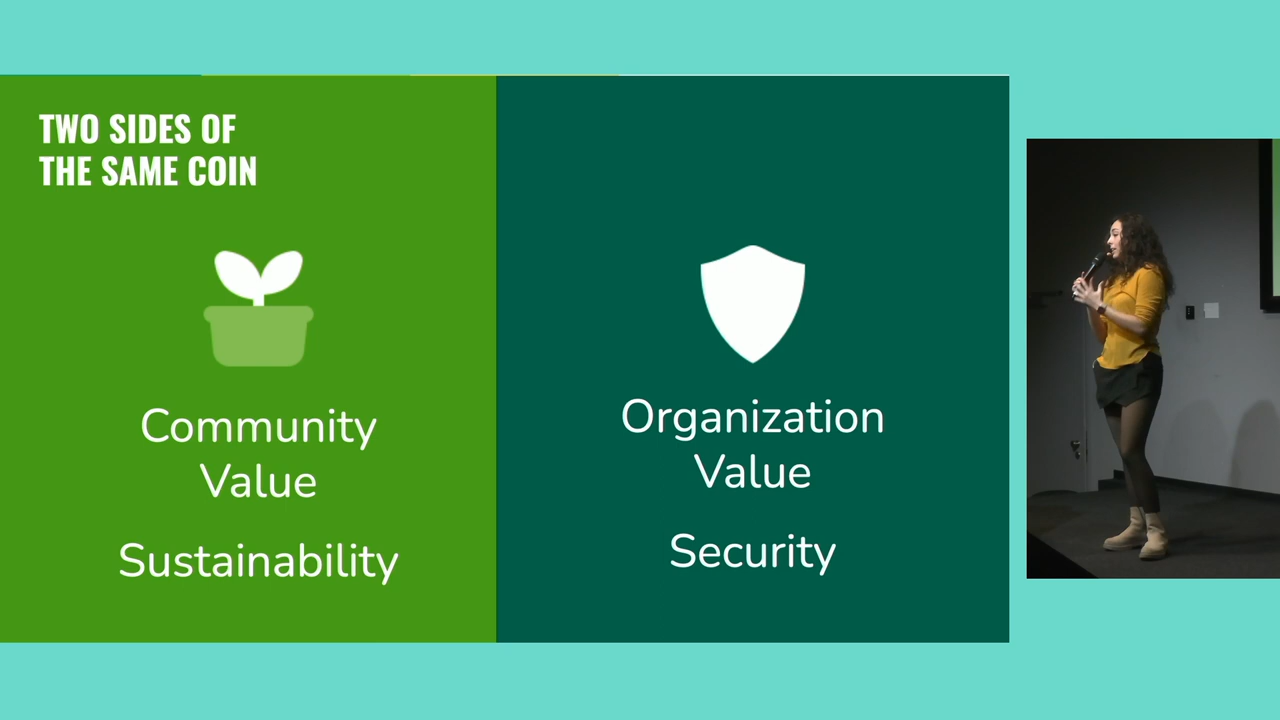 TWO SIDES OF
THE SAME COIN
Community
Value
Sustainability
Organization
Value
Security